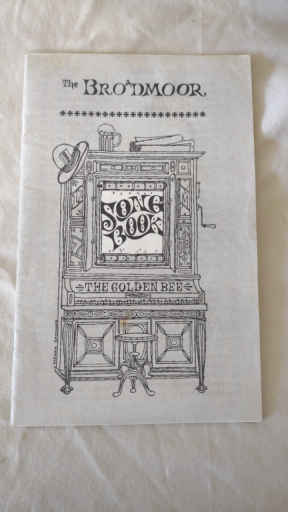 The BROADMOOR
SONG
BOOK
THE GOLDEN BEE